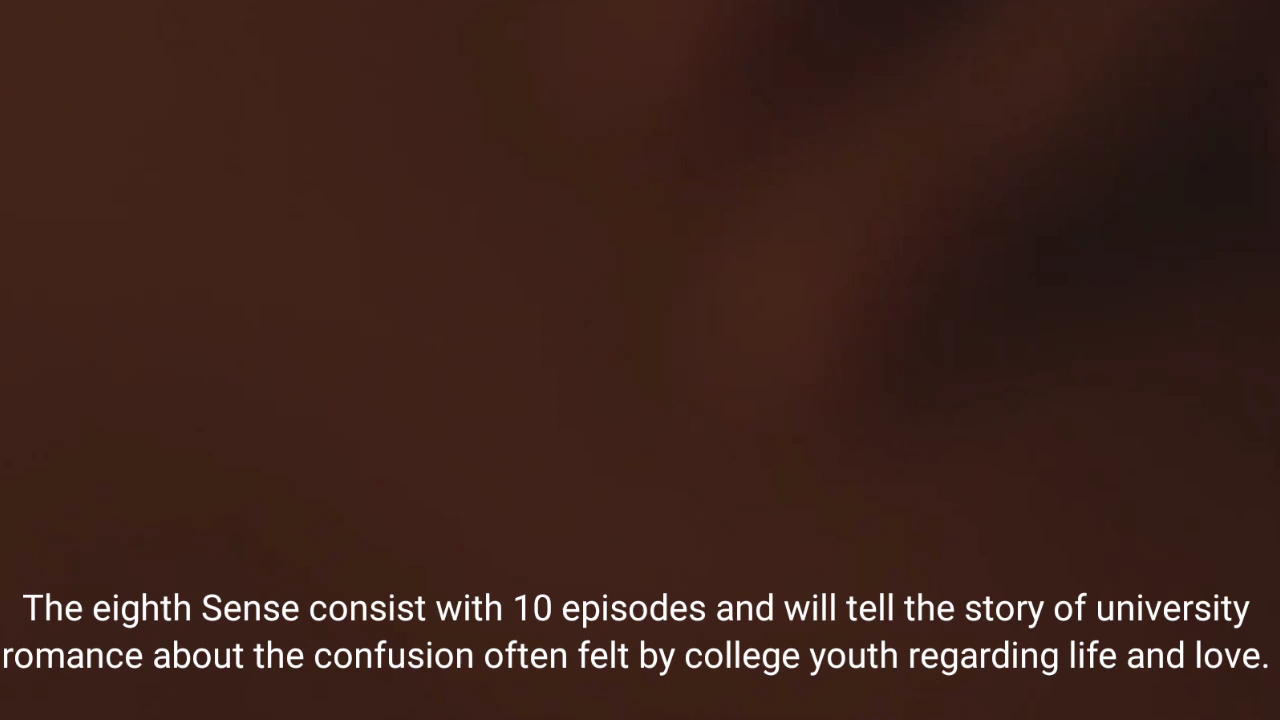 The eighth Sense consist with 10 episodes and will tell the story of university
romance about the confusion often felt by college youth regarding life and love.